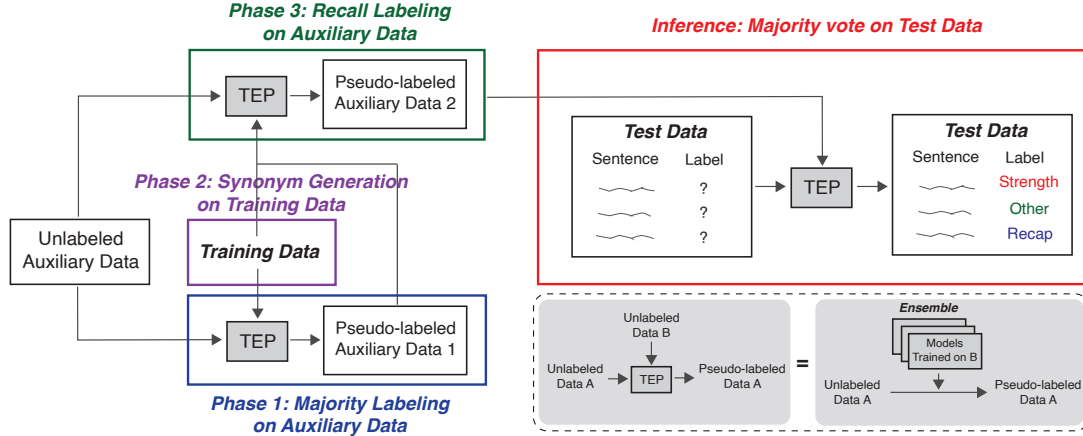 Phase 3: Recall Labeling
on Auxiliary Data
TEP
Pseudo-labeled
Auxiliary Data 2
Phase 2: Synonym Generation
on Training Data
Unlabeled
Auxiliary Data
Training Data
TEP
Pseudo-labeled
Auxiliary Data 1
Phase 1: Majority Labeling
on Auxiliary Data
Inference: Majority vote on Test Data
Test Data
Sentence Label
?
?
?
TEP
Test Data
Sentence Label
Strength
Other
Recap
Unlabeled
Data B
Unlabeled
Data A
TEP
Pseudo-labeled
Data A
=
Ensemble
Models
Trained on B
Unlabeled
Data A
Pseudo-labeled
Data A